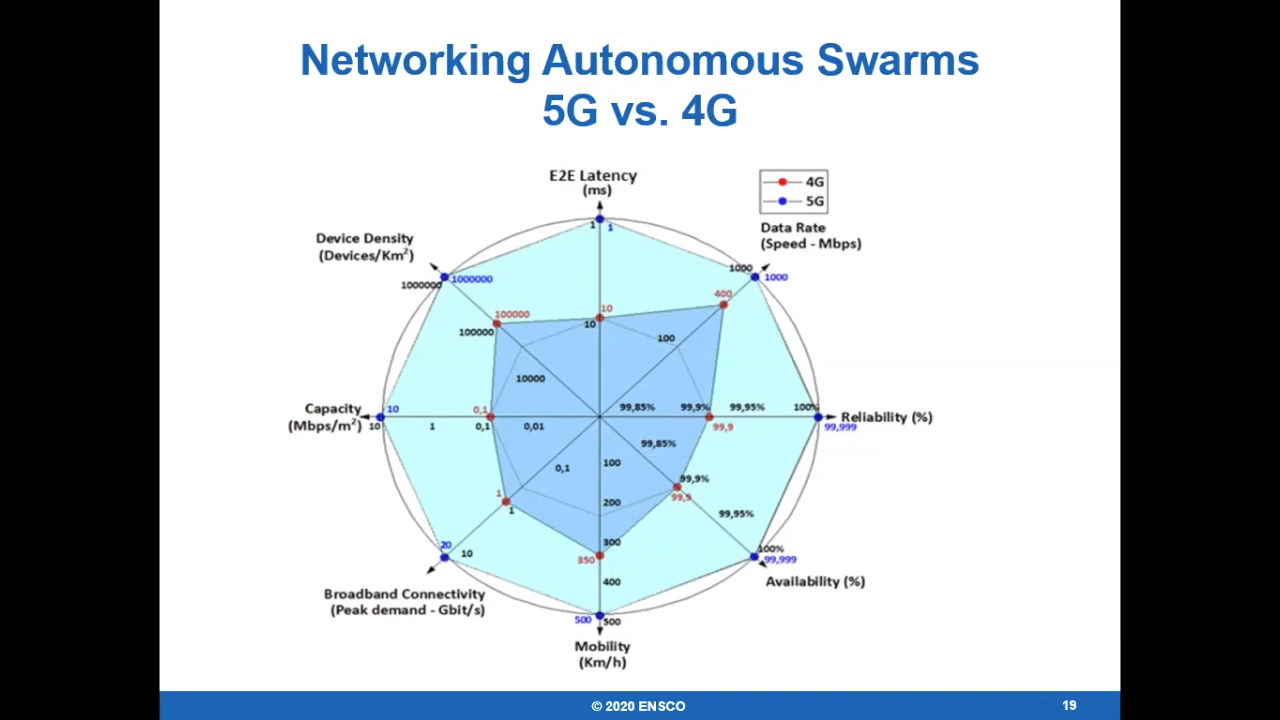 Networking Autonomous Swarms
5G vs. 4G
E2E Latency
(ms)
4G
5G
Data Rate
(Speed - Mbps)
Device Density
(Devices/Km²)
1
1
1000
1000
1000000
1000000
400
100000
100000
10
10
100
10000
Capacity
(Mbps/m²)
10
10
1
0,1
0,1
0,01
99,85%
99,9%
99,95%
100%
Reliability (%)
99,9
99,999
99,85%
0,1
100
99,9%
99,9
1
1
200
99,95%
300
350
20
10
100%
99,999
Availability (%)
400
Broadband Connectivity
(Peak demand - Gbit/s)
500
500
Mobility
(Km/h)
© 2020 ENSCO
19